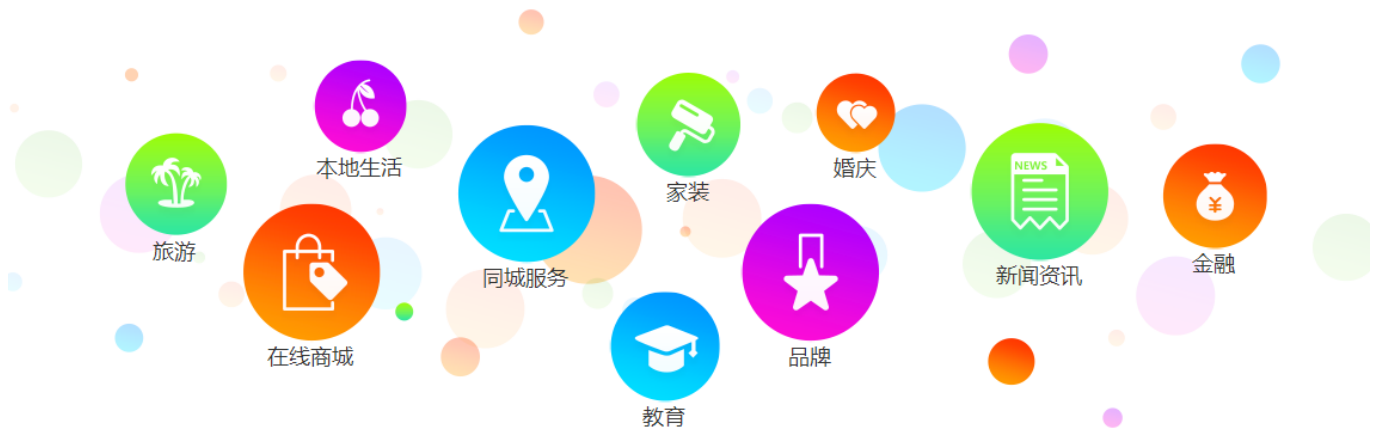 本地生活
旅游
在线商城
同城服务
家装
婚庆
教育
品牌
NEWS
新闻资讯
¥
金融